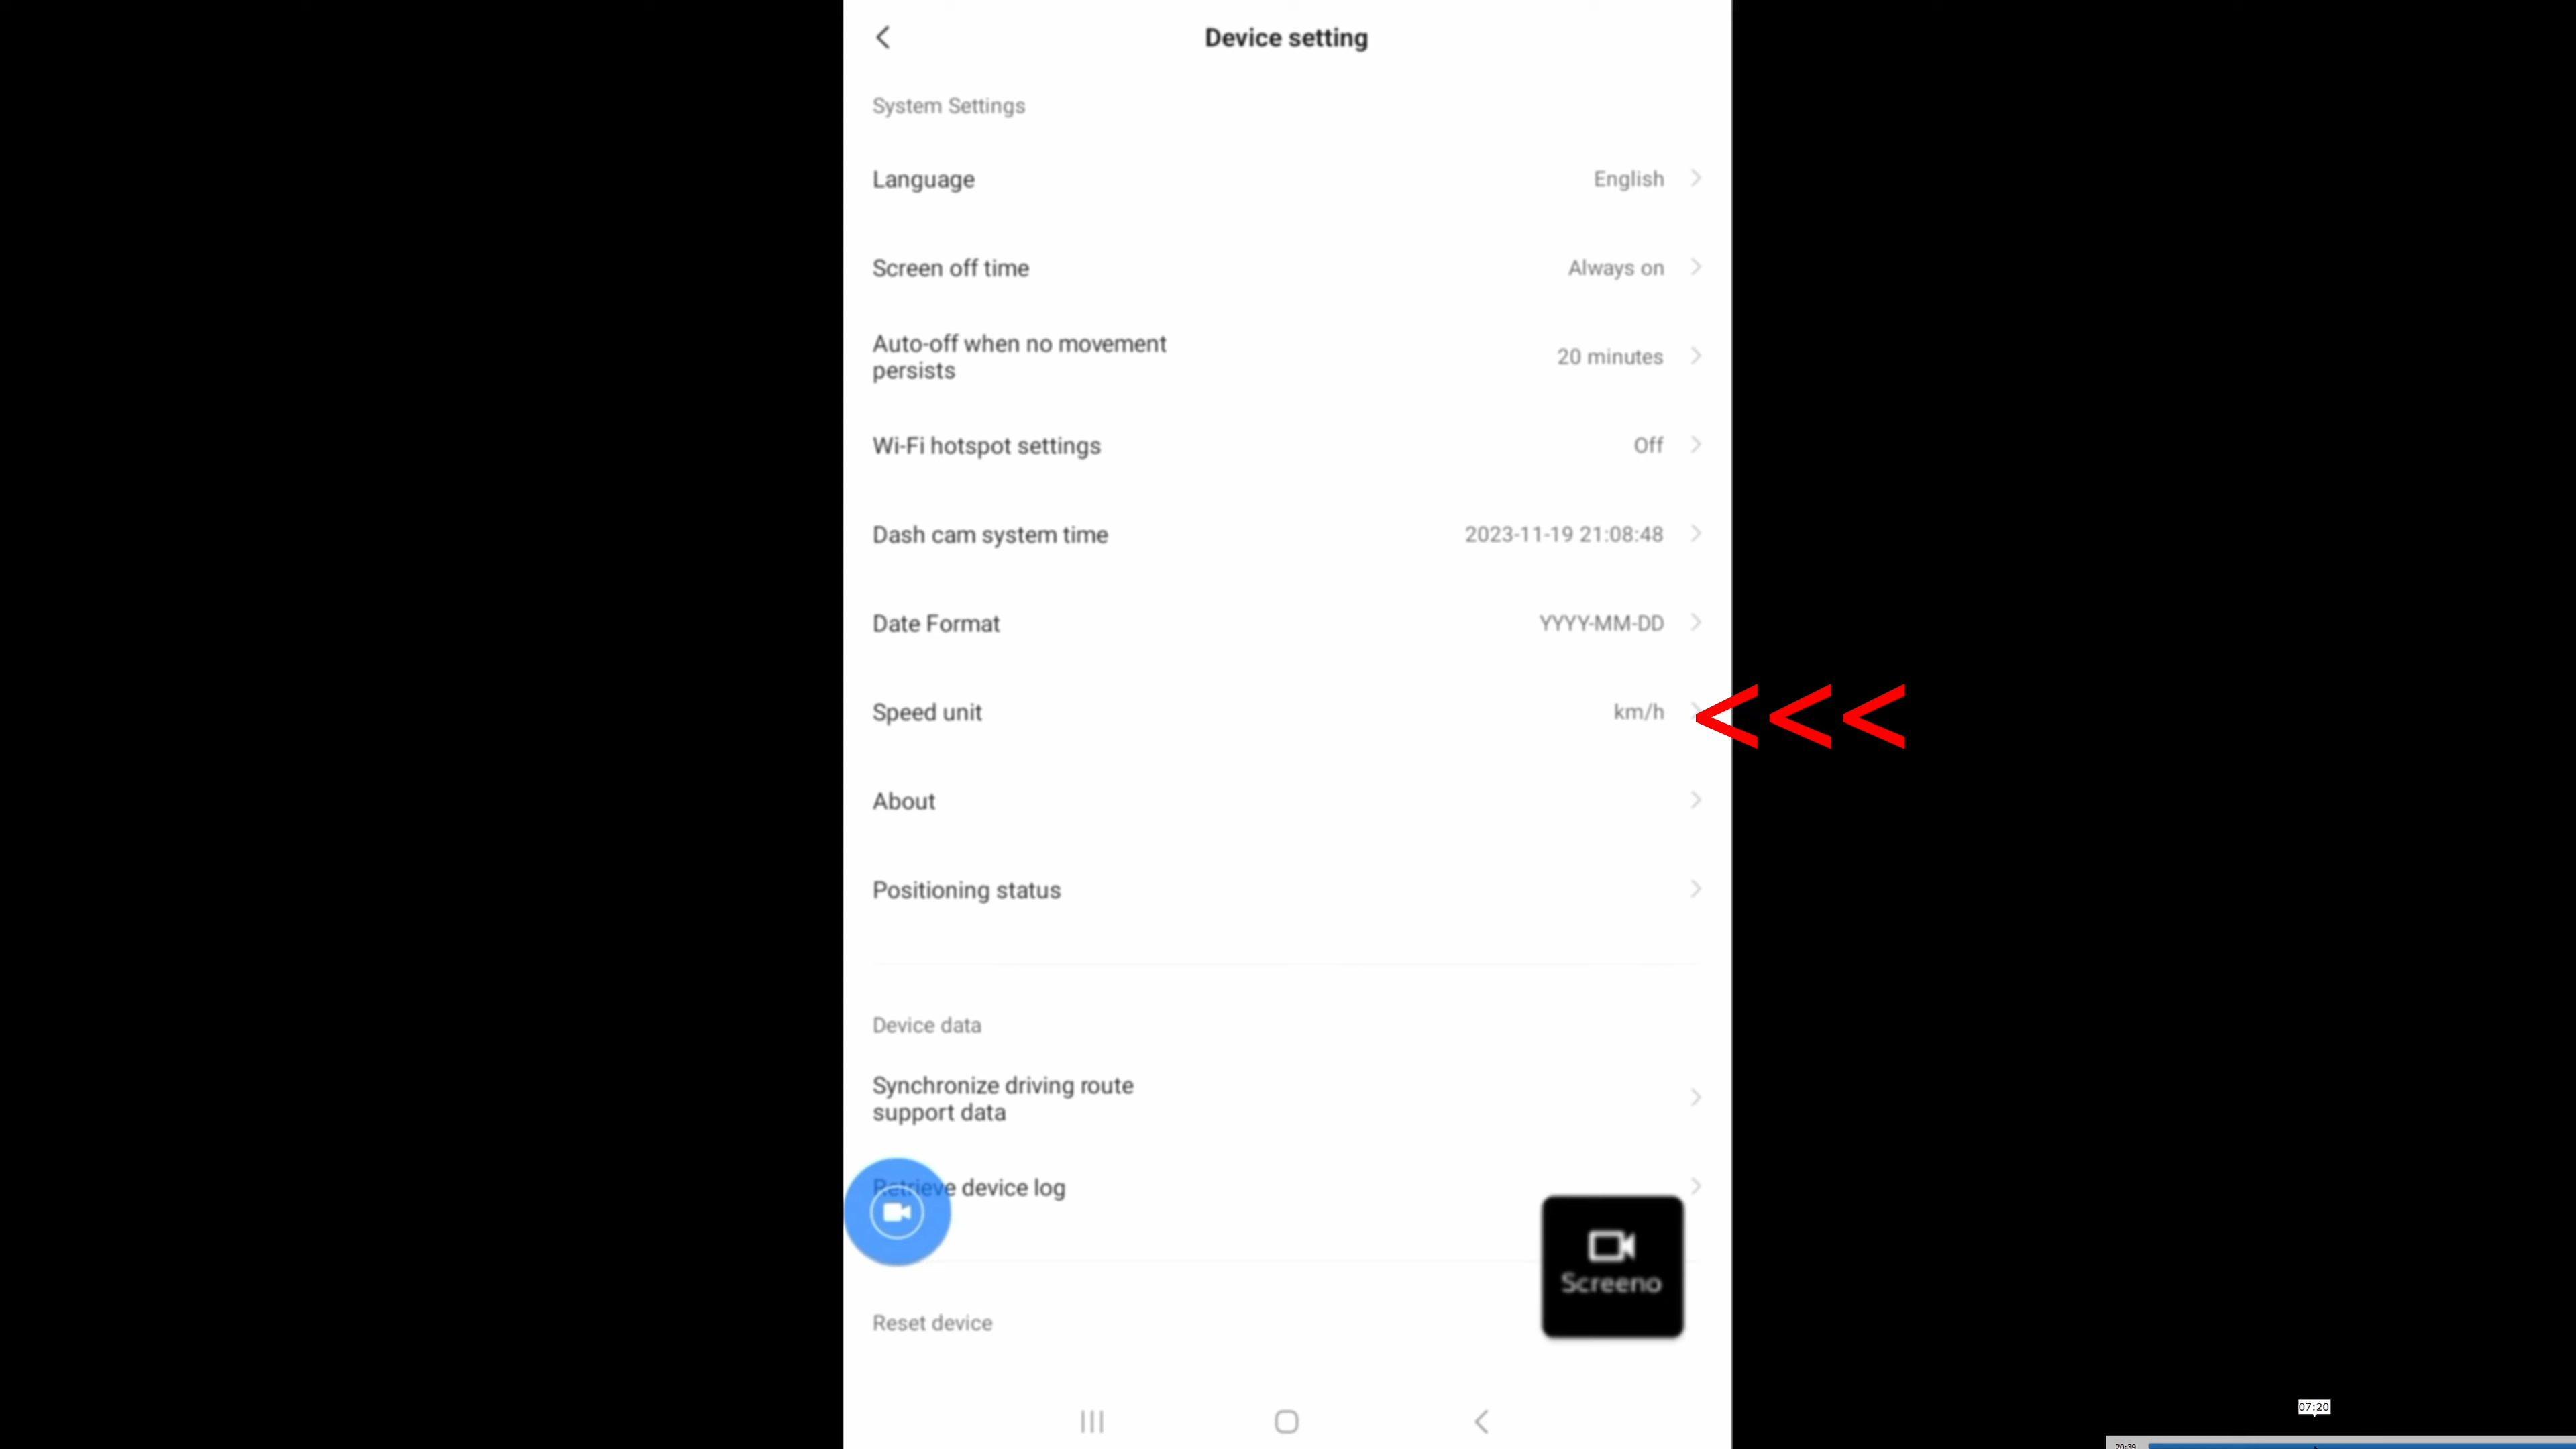 Device setting
System Settings
Language English
Screen off time Always on
Auto-off when no movement
persists
20 minutes
Wi-Fi hotspot settings Off
Dash cam system time 2023-11-19 21:08:48
Date Format YYYY-MM-DD
Speed unit km/h
<<<
About
Positioning status
Device data
Synchronize driving route
support data
Retrieve device log
Screeno
Reset device
07:20
20:39